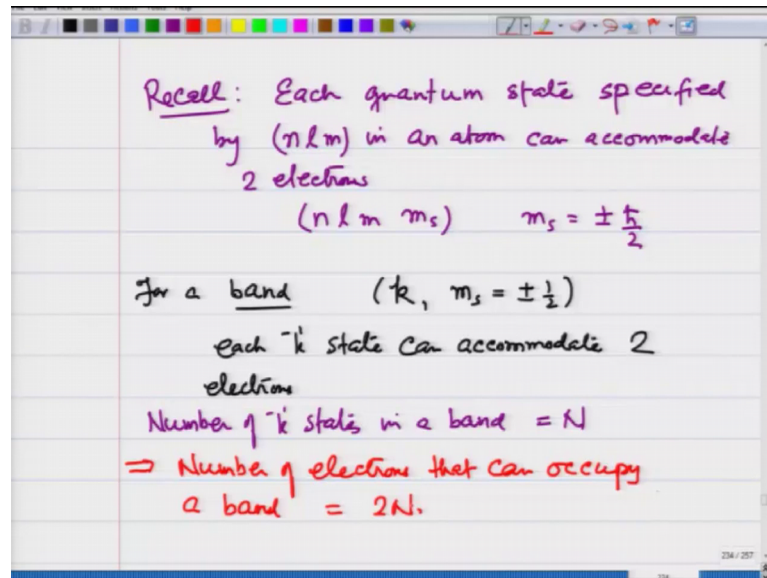 Recall: Each quantum state specified
by (n l m) in an atom can accommodate
2 electrons
(n l m ms) ms = ± ħ/2
For a band (k, ms = ± 1/2)
each 'k' state can accommodate 2
electrons
Number of 'k' states in a band = N
⇒ Number of electrons that can occupy
a band = 2N.
234 / 257